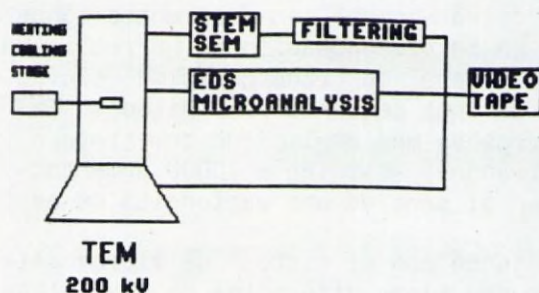 HEATING
COOLING
STAGE
STEM
SEM
FILTERING
EDS
MICROANALYSIS
VIDEO
TAPE
TEM
200 kV